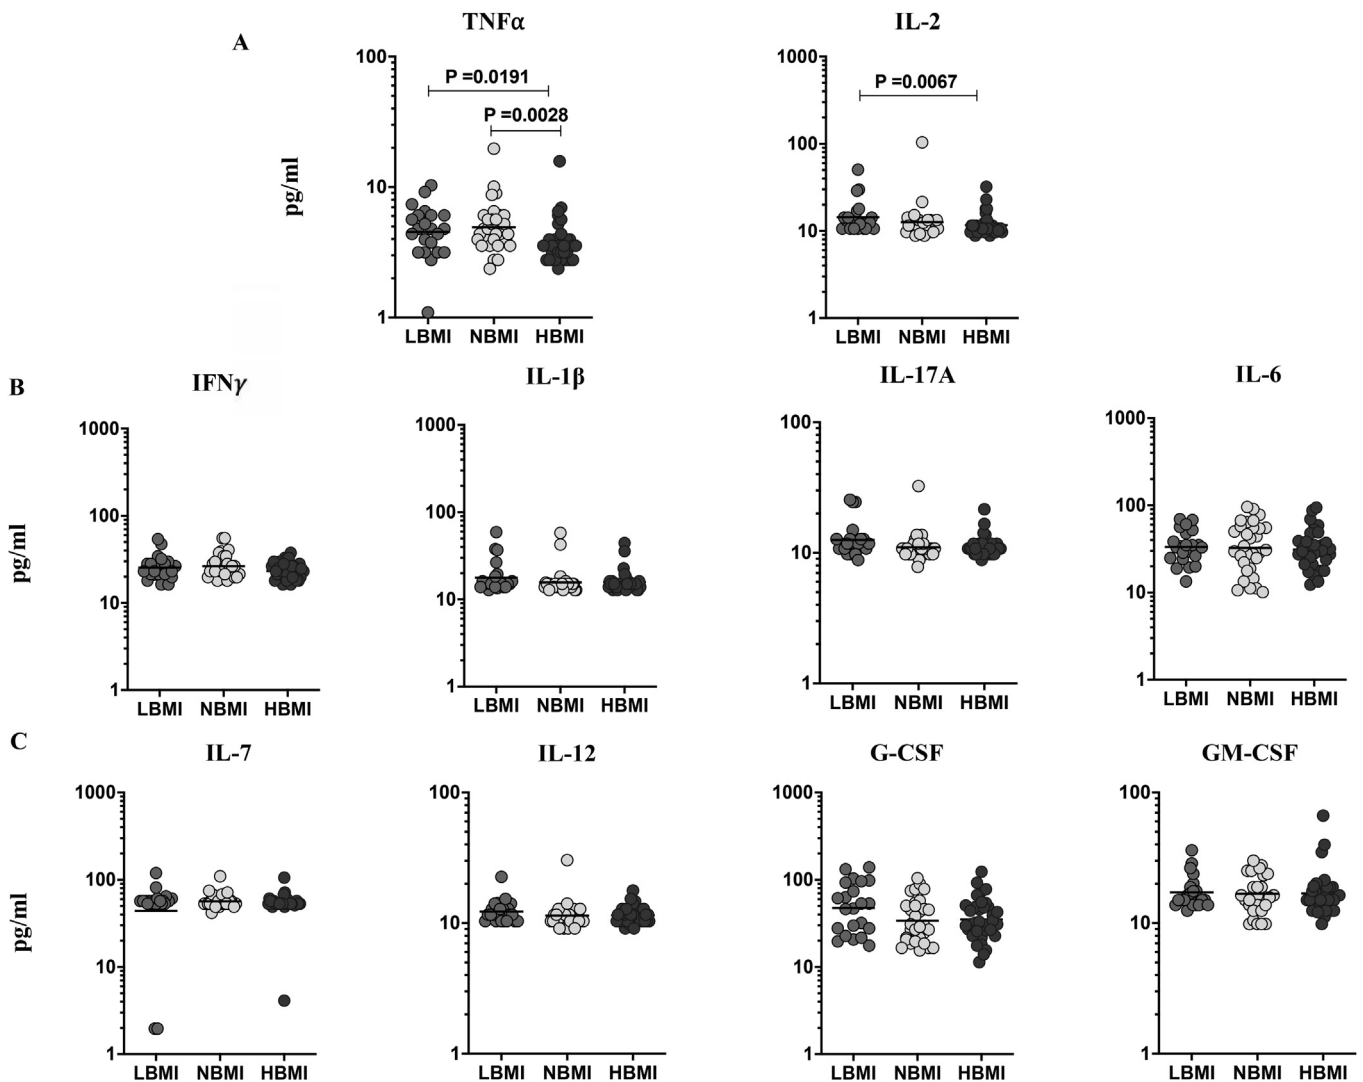 A
TNFα
IL-2
pg/ml
100
10
1
P =0.0191
P =0.0028
LBMI NBMI HBMI
1000
100
10
1
P =0.0067
LBMI NBMI HBMI
B
IFNγ
IL-1β
IL-17A
IL-6
pg/ml
1000
100
10
1
LBMI NBMI HBMI
1000
100
10
1
LBMI NBMI HBMI
100
10
1
LBMI NBMI HBMI
1000
100
10
1
LBMI NBMI HBMI
C
IL-7
IL-12
G-CSF
GM-CSF
pg/ml
1000
100
10
1
LBMI NBMI HBMI
100
10
1
LBMI NBMI HBMI
1000
100
10
1
LBMI NBMI HBMI
100
10
1
LBMI NBMI HBMI